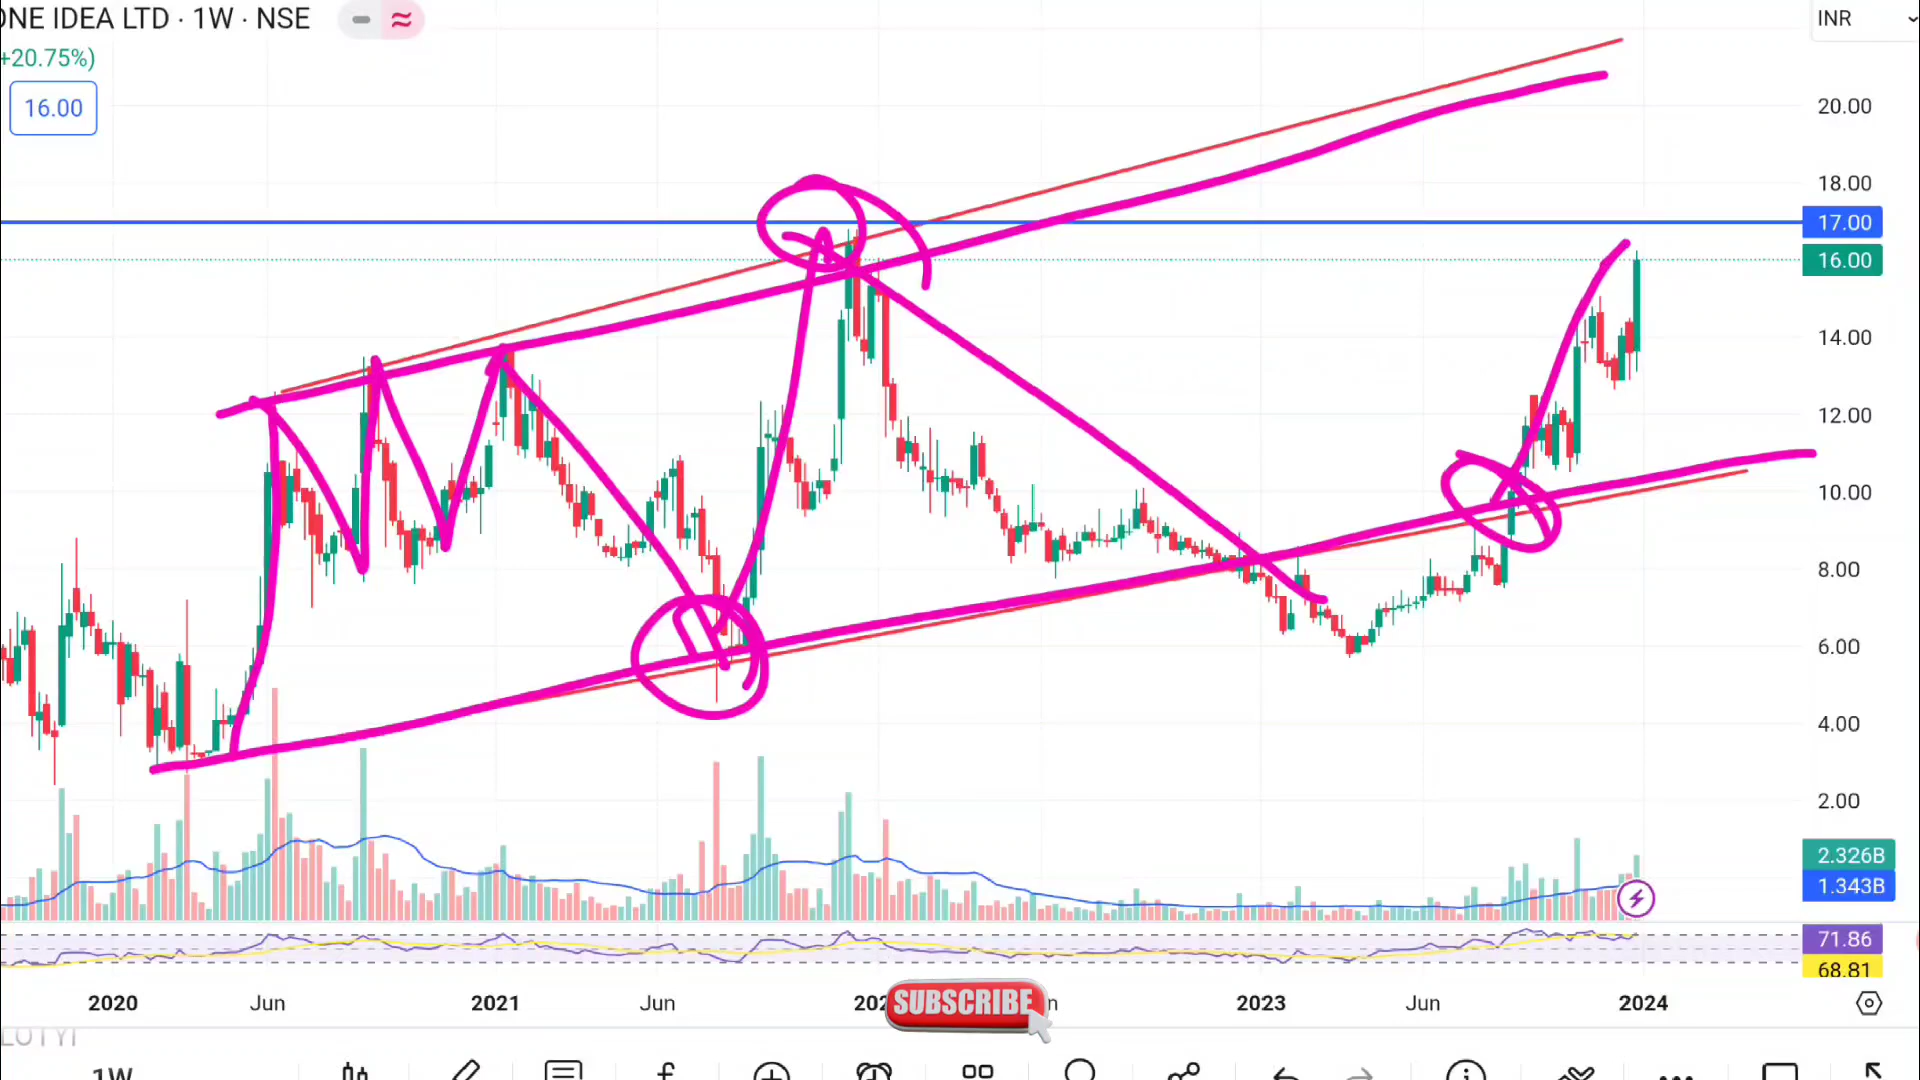 ONE IDEA LTD · 1W · NSE
INR
+20.75%)
16.00
20.00
18.00
17.00
16.00
14.00
12.00
10.00
8.00
6.00
4.00
2.00
2.326B
1.343B
71.86
68.81
2020 Jun 2021 Jun 2023 Jun 2024
SUBSCRIBE
1W